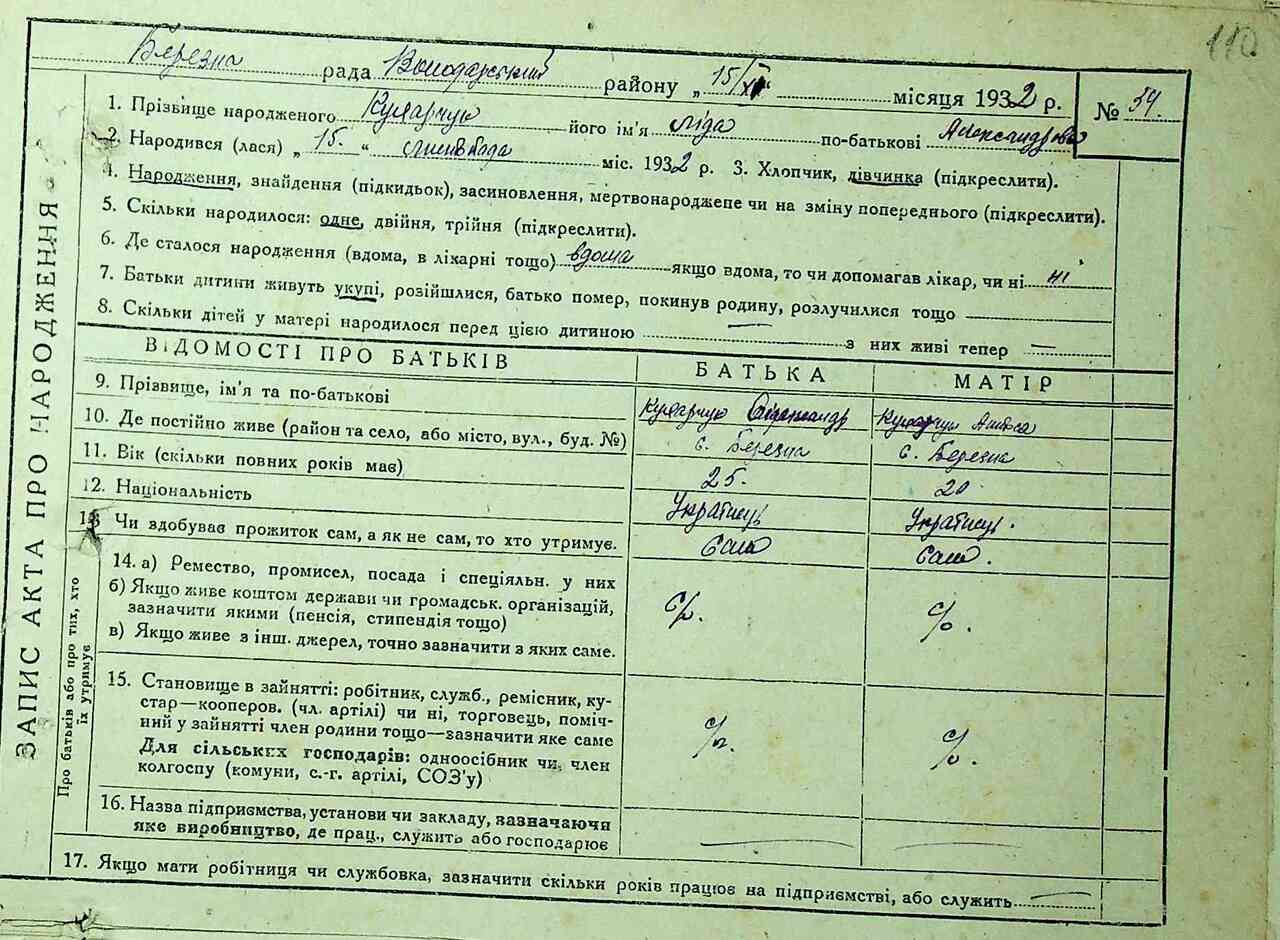 110
Березна рада Володарський району „15/XI“ місяця 1932 р.
№ 54.
1. Прізвище народженого Кухарчук його ім'я Ліда по-батькові
2. Народився (лася) „15.“ листопада міс. 1932 р. 3. Хлопчик, дівчинка (підкреслити).
4. Народження, знайдення (підкидьок), засиновлення, мертвонароджепе чи на зміну попереднього (підкреслити).
5. Скільки народилося: одне, двійня, трійня (підкреслити).
6. Де сталося народження (вдома, в лікарні тощо) вдома якщо вдома, то чи допомагав лікар, чи ні ні
7. Батьки дитини живуть укупі, розійшлися, батько помер, покинув родину, розлучилися тощо
8. Скільки дітей у матері народилося перед цією дитиною — з них живі тепер —
ЗАПИС АКТА ПРО НАРОДЖЕННЯ
ВІДОМОСТІ ПРО БАТЬКІВ БАТЬКА МАТІР
9. Прізвище, ім'я та по-батькові Кухарчук Кухарчук
10. Де постійно живе (район та село, або місто, вул., буд. №) с. Березна с. Березна
11. Вік (скільки повних років має) 25. 20
12. Національність Українець Українець.
13 Чи здобував прожиток сам, а як не сам, то хто утримує. Сам Сама.
Про батьків або про тих, хто
їх утримує
14. а) Ремество, промисел, посада і спеціяльн. у них
б) Якщо живе коштом держави чи громадськ. організацій,
зазначити якими (пенсія, стипендія тощо)
в) Якщо живе з інш. джерел, точно зазначити з яких саме.
15. Становище в зайнятті: робітник, служб., ремісник, ку-
стар—кооперов. (чл. артілі) чи ні, торговець, поміч-
ний у зайнятті член родини тощо—зазначити яке саме
Для сільських господарів: одноосібник чи член
колгоспу (комуни, с.-г. артілі, СОЗ'у)
16. Назва підприємства, установи чи закладу, зазначаючи
яке виробництво, де прац., служить або господарює
17. Якщо мати робітниця чи службовка, зазначити скільки років працює на підприємстві, або служить